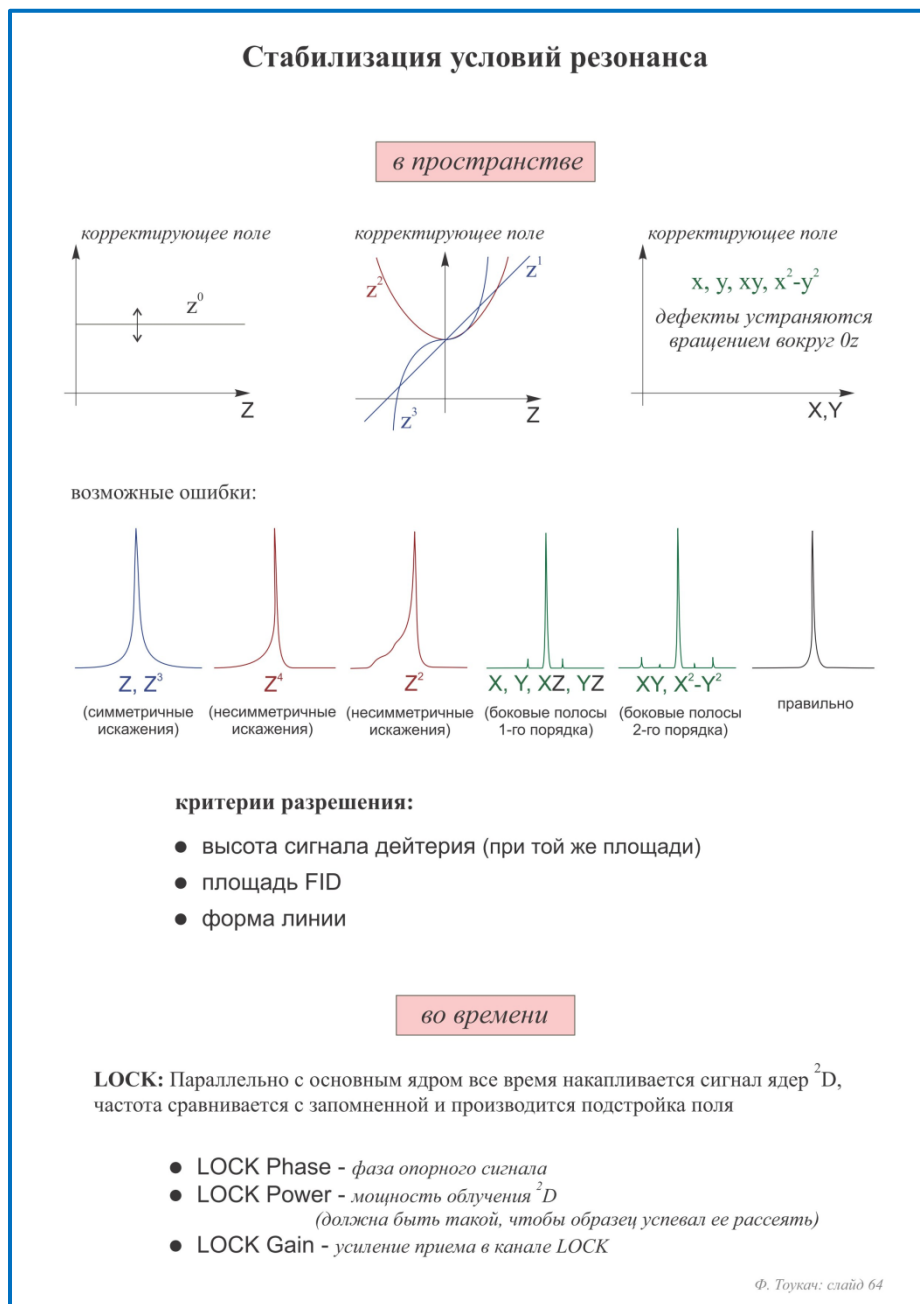 Стабилизация условий резонанса
в пространстве
корректирующее поле
z⁰
Z
корректирующее поле
z²
z¹
z³
Z
корректирующее поле
x, y, xy, x²-y²
дефекты устраняются
вращением вокруг 0z
X,Y
возможные ошибки:
Z, Z³
(симметричные
искажения)
Z⁴
(несимметричные
искажения)
Z²
(несимметричные
искажения)
X, Y, XZ, YZ
(боковые полосы
1-го порядка)
XY, X²-Y²
(боковые полосы
2-го порядка)
правильно
критерии разрешения:
● высота сигнала дейтерия (при той же площади)
● площадь FID
● форма линии
во времени
LOCK: Параллельно с основным ядром все время накапливается сигнал ядер ²D,
частота сравнивается с запомненной и производится подстройка поля
● LOCK Phase - фаза опорного сигнала
● LOCK Power - мощность облучения ²D
(должна быть такой, чтобы образец успевал ее рассеять)
● LOCK Gain - усиление приема в канале LOCK
Ф. Тоукач: слайд 64